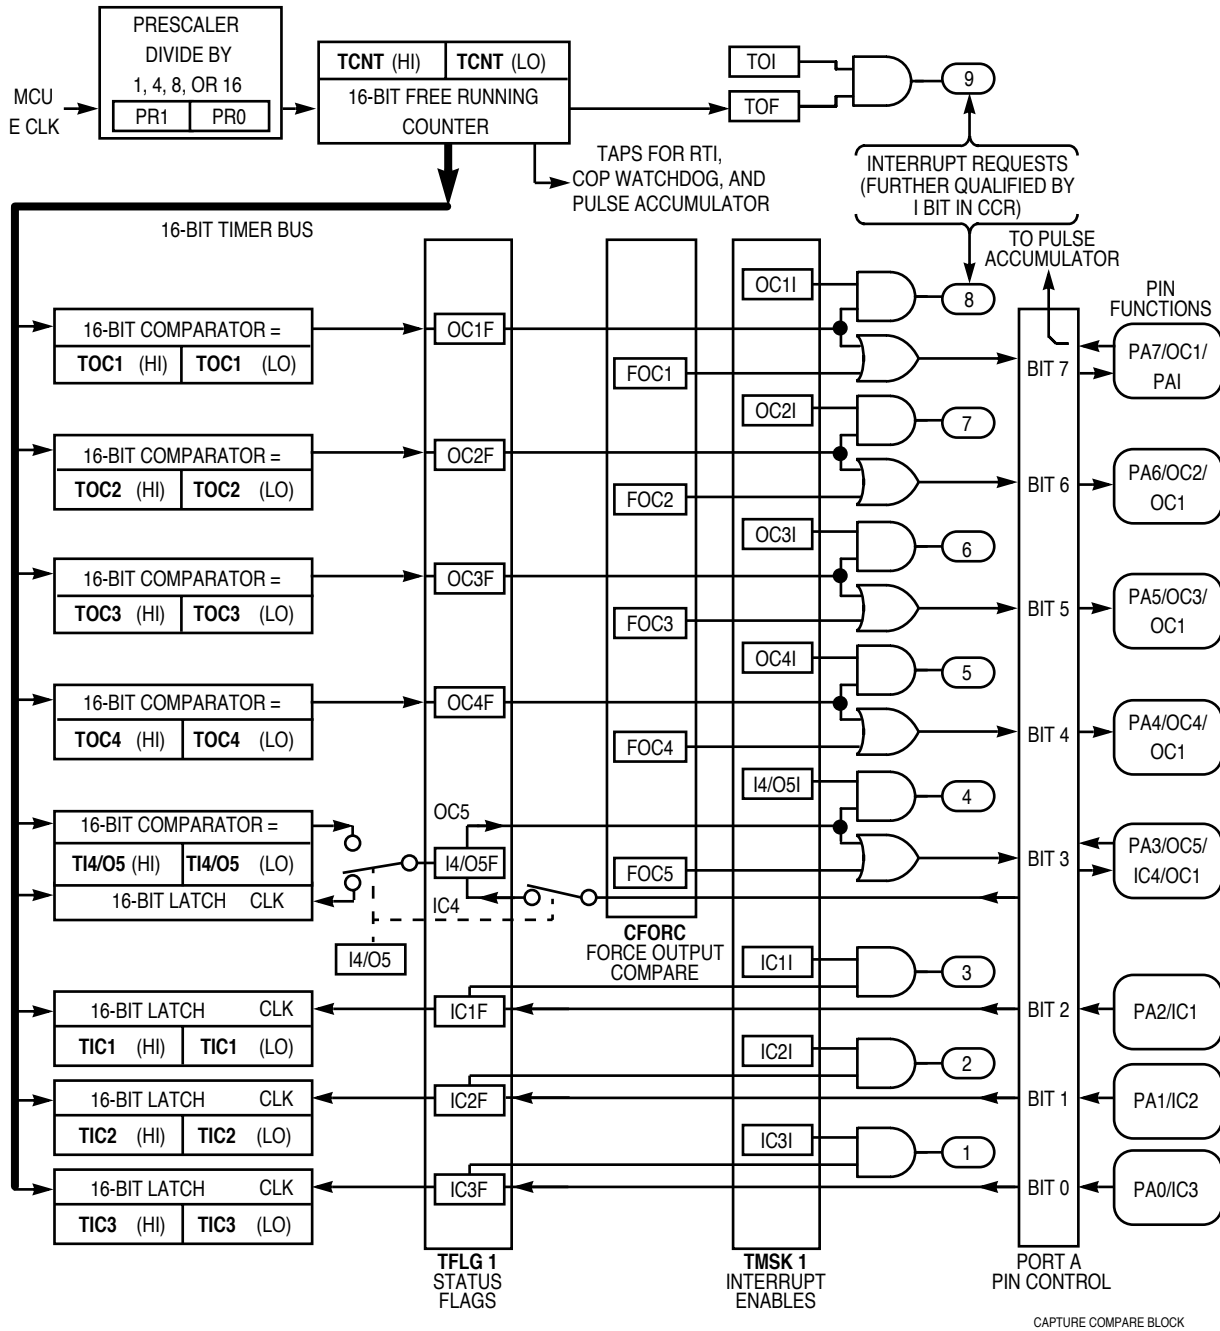 PRESCALER
DIVIDE BY
1, 4, 8, OR 16
PR1 PR0
MCU
E CLK
TCNT (HI) TCNT (LO)
16-BIT FREE RUNNING
COUNTER
TOI
TOF
9
TAPS FOR RTI,
COP WATCHDOG, AND
PULSE ACCUMULATOR
INTERRUPT REQUESTS
(FURTHER QUALIFIED BY
I BIT IN CCR)
16-BIT TIMER BUS
TO PULSE
ACCUMULATOR
PIN
FUNCTIONS
OC1I
8
16-BIT COMPARATOR =
TOC1 (HI) TOC1 (LO)
OC1F
FOC1
BIT 7
PA7/OC1/
PAI
OC2I
7
16-BIT COMPARATOR =
TOC2 (HI) TOC2 (LO)
OC2F
FOC2
BIT 6
PA6/OC2/
OC1
OC3I
6
16-BIT COMPARATOR =
TOC3 (HI) TOC3 (LO)
OC3F
FOC3
BIT 5
PA5/OC3/
OC1
OC4I
5
16-BIT COMPARATOR =
TOC4 (HI) TOC4 (LO)
OC4F
FOC4
BIT 4
PA4/OC4/
OC1
I4/O5I
4
16-BIT COMPARATOR =
TI4/O5 (HI) TI4/O5 (LO)
16-BIT LATCH CLK
OC5
I4/O5F
IC4
FOC5
BIT 3
PA3/OC5/
IC4/OC1
I4/O5
CFORC
FORCE OUTPUT
COMPARE
IC1I
3
16-BIT LATCH CLK
TIC1 (HI) TIC1 (LO)
IC1F
BIT 2
PA2/IC1
IC2I
2
16-BIT LATCH CLK
TIC2 (HI) TIC2 (LO)
IC2F
BIT 1
PA1/IC2
IC3I
1
16-BIT LATCH CLK
TIC3 (HI) TIC3 (LO)
IC3F
BIT 0
PA0/IC3
TFLG 1
STATUS
FLAGS
TMSK 1
INTERRUPT
ENABLES
PORT A
PIN CONTROL
CAPTURE COMPARE BLOCK